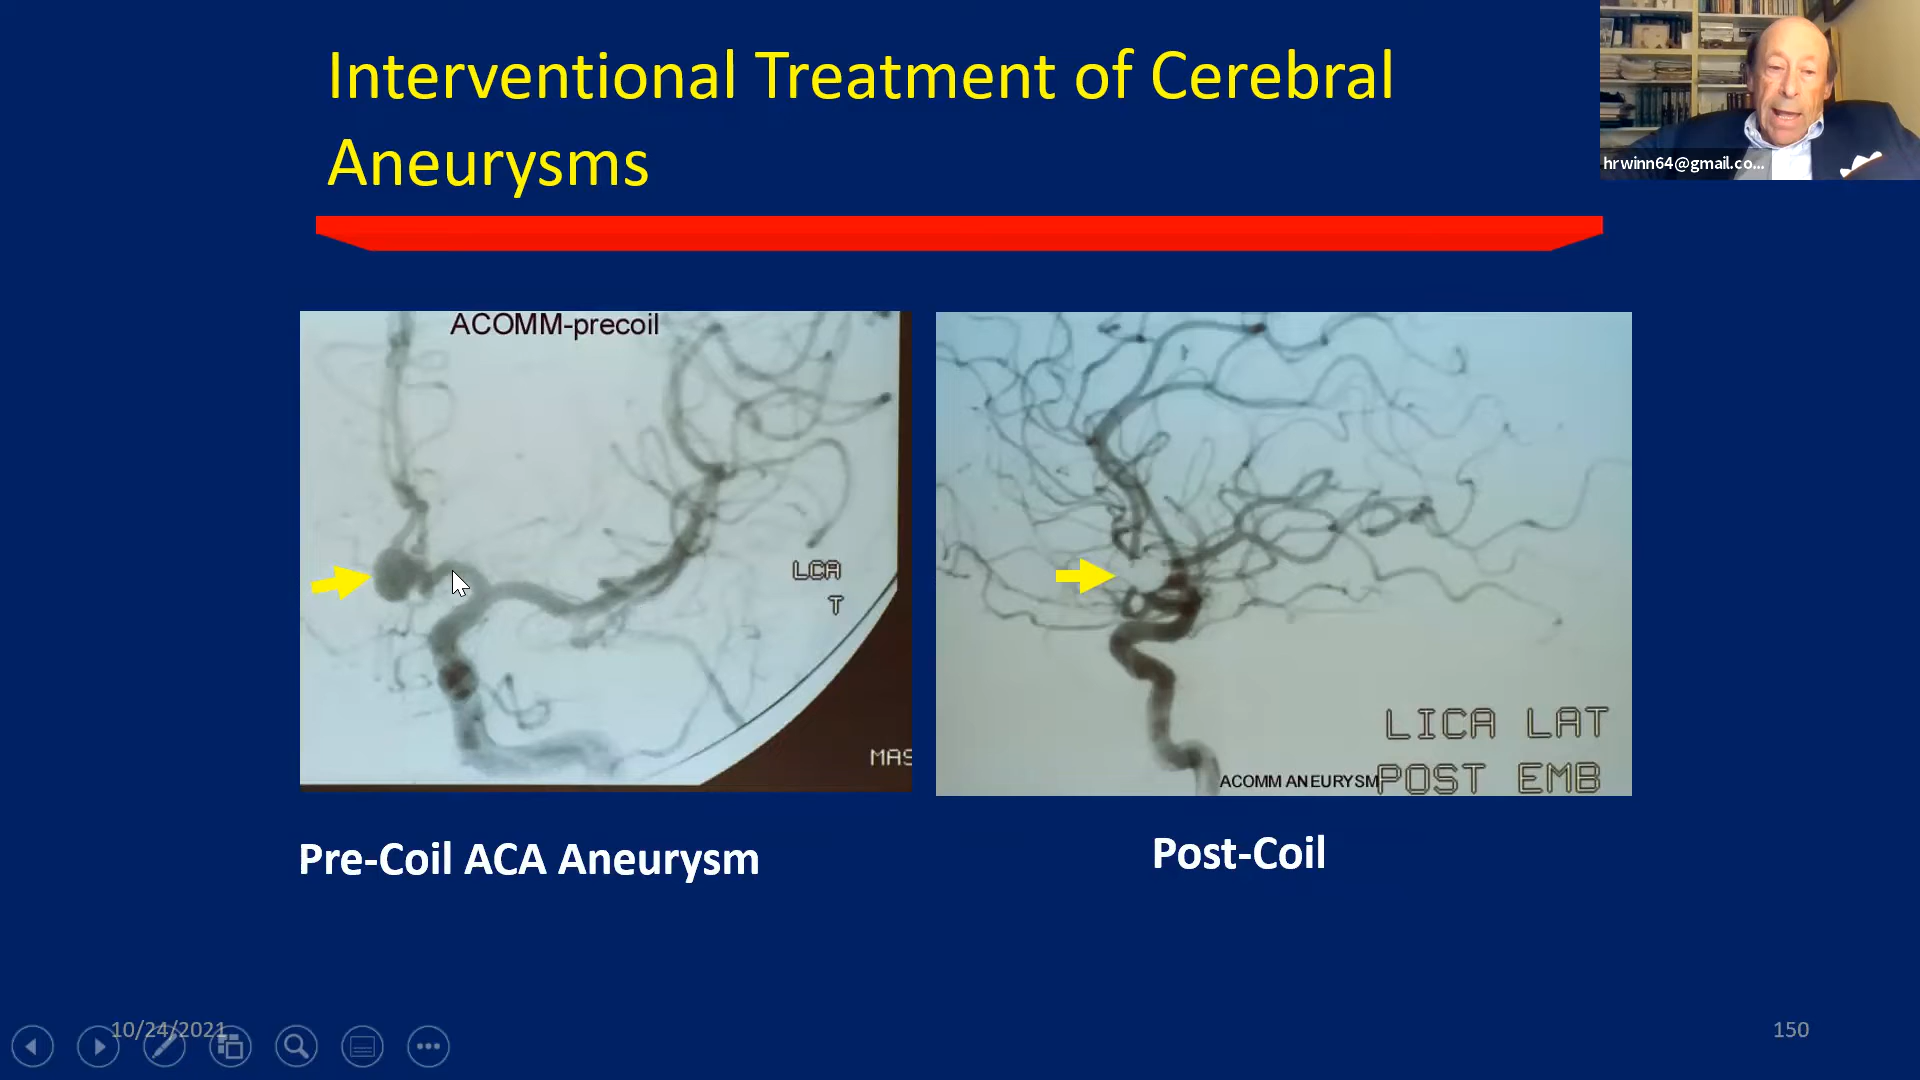 Interventional Treatment of Cerebral
Aneurysms
hrwinn64@gmail.co...
ACOMM-precoil
LCA
T
MAS
LICA LAT
ACOMM ANEURYSM
POST EMB
Pre-Coil ACA Aneurysm
Post-Coil
10/24/2021
150